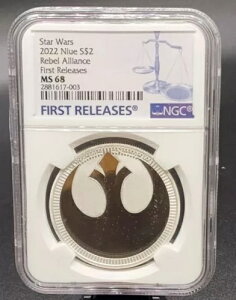 Star Wars
2022 Niue S$2
Rebel Alliance
First Releases
MS 68
2881617-003
FIRST RELEASES
NGC